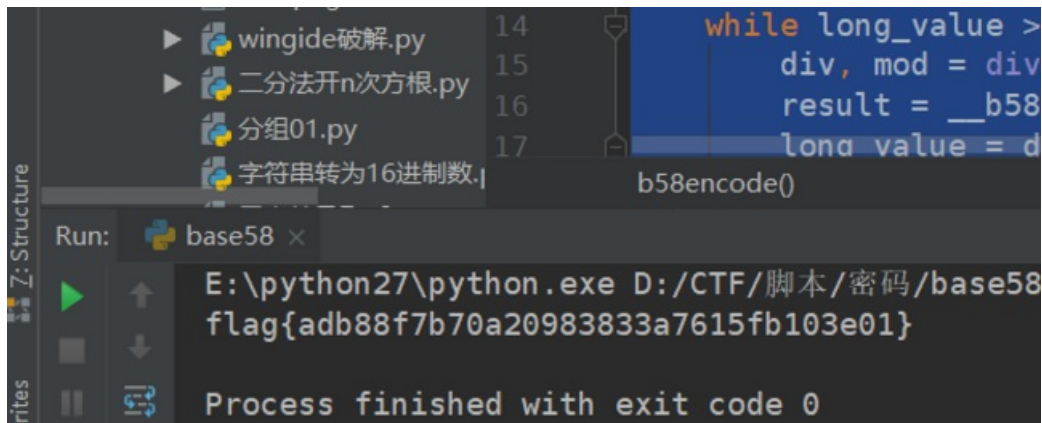 wingide破解.py
二分法开n次方根.py
分组01.py
字符串转为16进制数.
14 while long_value >
15 div, mod = div
16 result = __b58
17 long_value = d
b58encode()
Z: Structure
Run: base58
E:\python27\python.exe D:/CTF/脚本/密码/base58
flag{adb88f7b70a20983833a7615fb103e01}
Process finished with exit code 0
rites